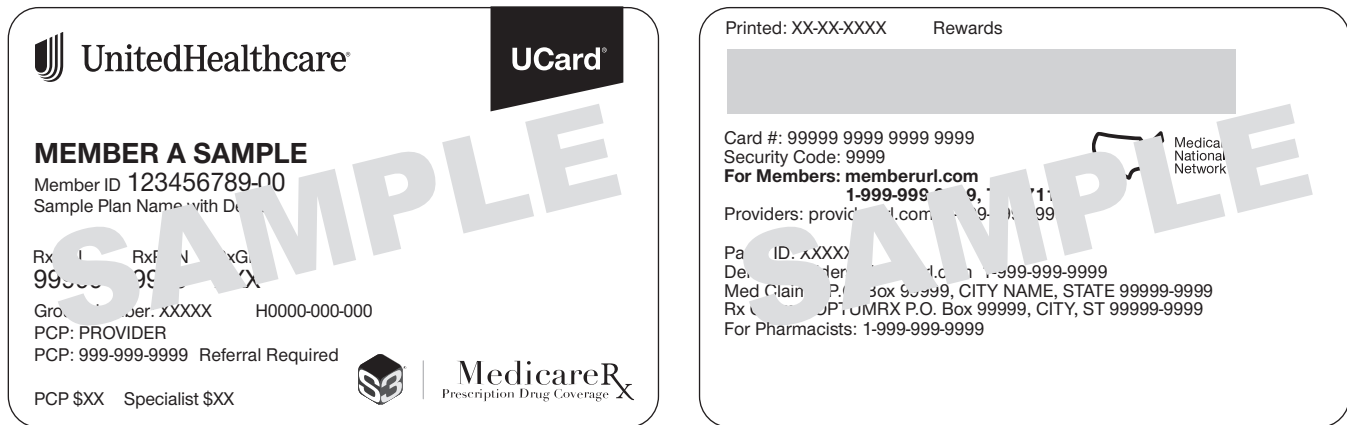 UnitedHealthcare®
UCard®
MEMBER A SAMPLE
Member ID 123456789-00
Sample Plan Name with
SAMPLE
Group XXXXX H0000-000-000
PCP: PROVIDER
PCP: 999-999-9999 Referral Required
S3
MedicareRx
Prescription Drug Coverage
PCP $XX Specialist $XX
Printed: XX-XX-XXXX Rewards
Card #: 99999 9999 9999 9999
Security Code: 9999
Medicare
National
Network
For Members: memberurl.com
Providers:
SAMPLE
1-999-999-9999
Med Box 99999, CITY NAME, STATE 99999-9999
Rx OPTUMRX P.O. Box 99999, CITY, ST 99999-9999
For Pharmacists: 1-999-999-9999